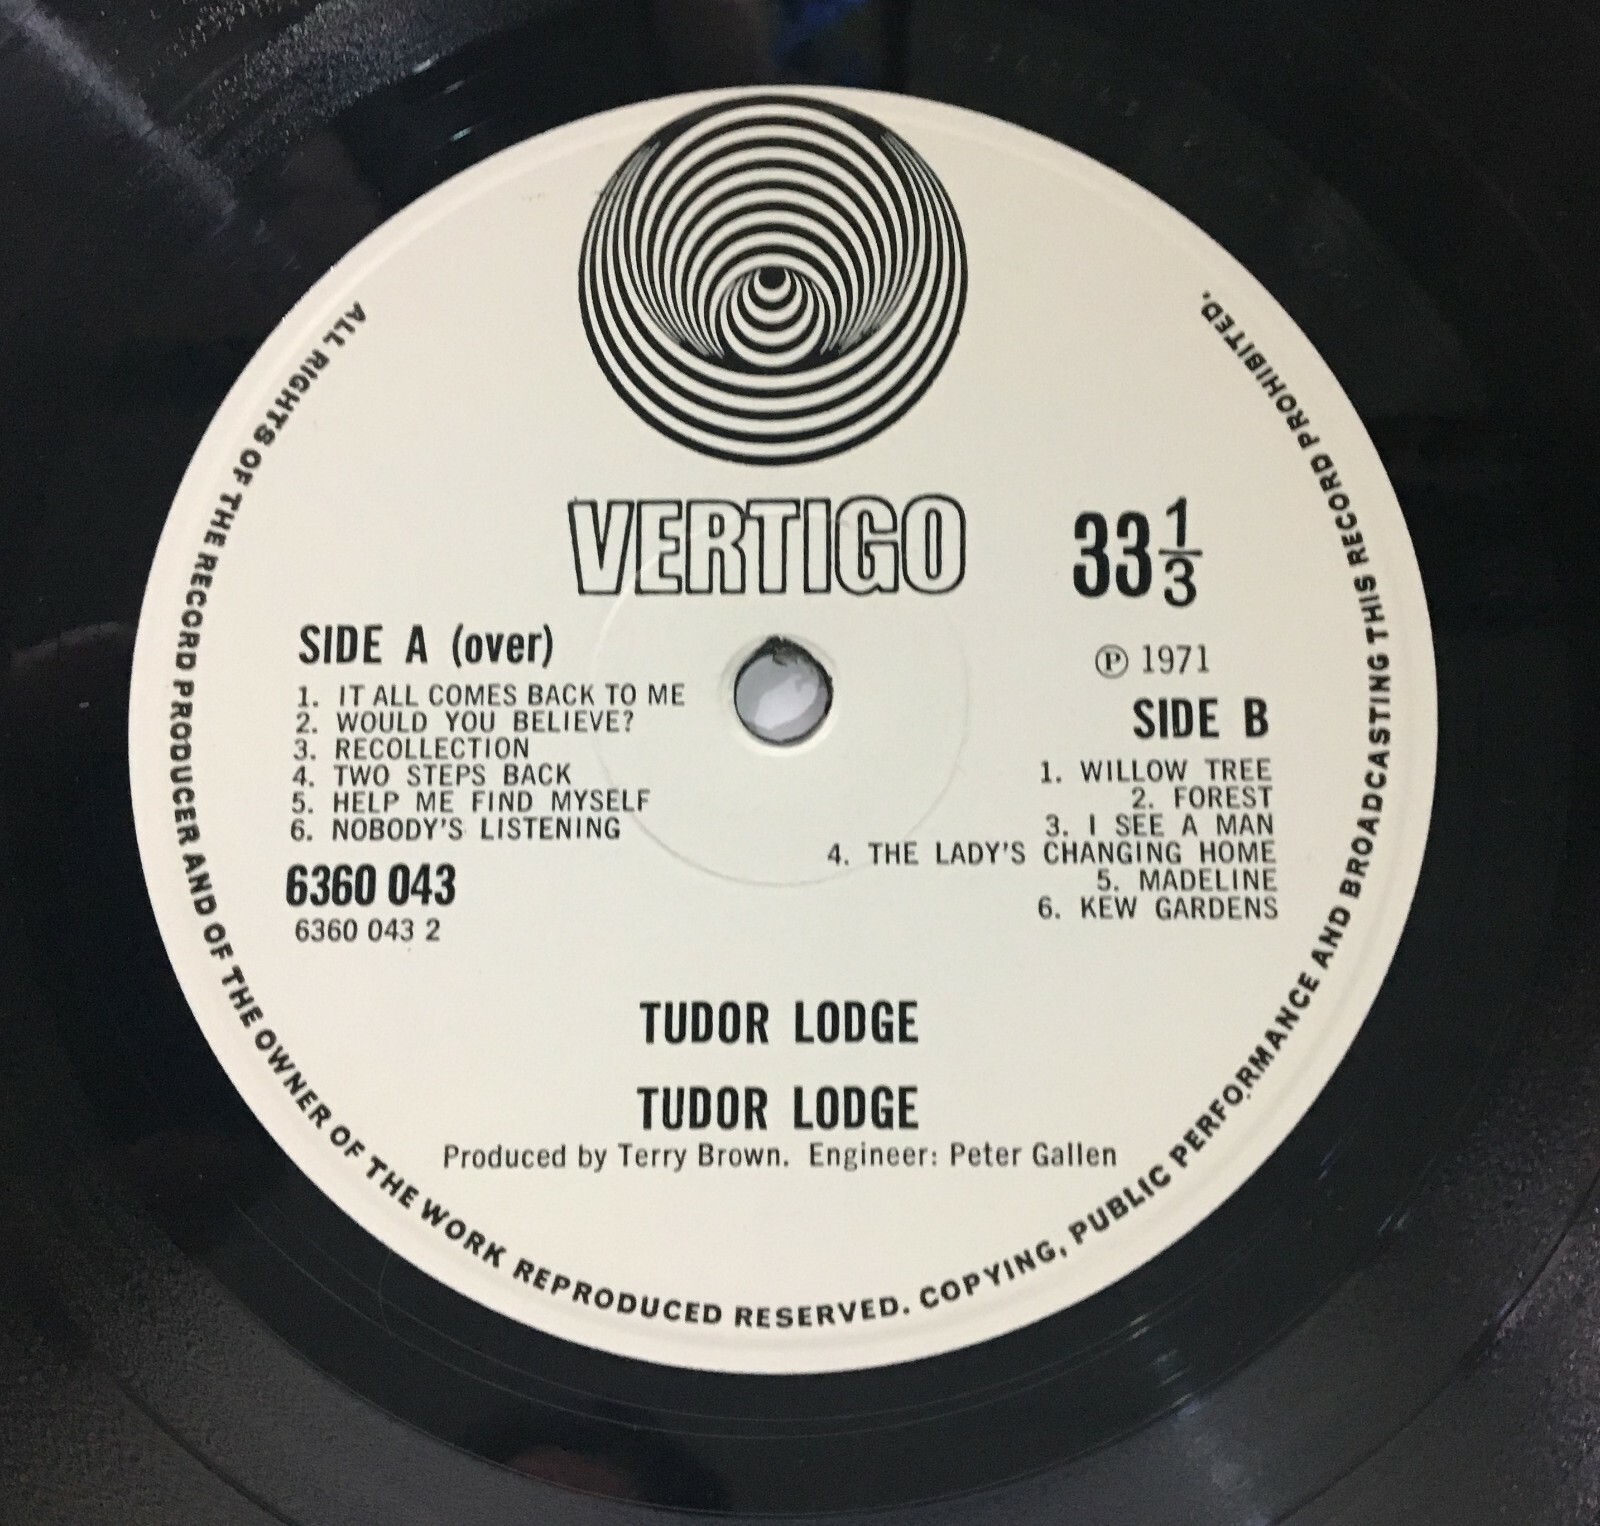 VERTIGO
33 1/3
℗ 1971
SIDE A (over)
1. IT ALL COMES BACK TO ME
2. WOULD YOU BELIEVE?
3. RECOLLECTION
4. TWO STEPS BACK
5. HELP ME FIND MYSELF
6. NOBODY'S LISTENING
6360 043
6360 043 2
SIDE B
1. WILLOW TREE
2. FOREST
3. I SEE A MAN
4. THE LADY'S CHANGING HOME
5. MADELINE
6. KEW GARDENS
TUDOR LODGE
TUDOR LODGE
Produced by Terry Brown. Engineer: Peter Gallen
ALL RIGHTS OF THE RECORD PRODUCER AND OF THE OWNER OF THE WORK REPRODUCED RESERVED. COPYING, PUBLIC PERFORMANCE AND BROADCASTING THIS RECORD PROHIBITED.